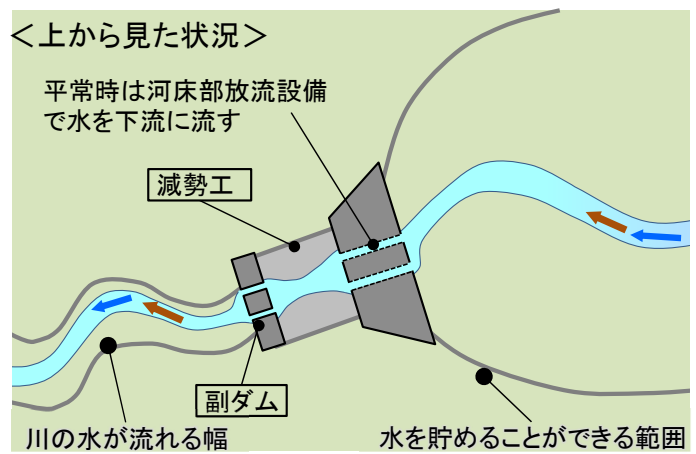 ＜上から見た状況＞
平常時は河床部放流設備
で水を下流に流す
減勢工
副ダム
川の水が流れる幅
水を貯めることができる範囲